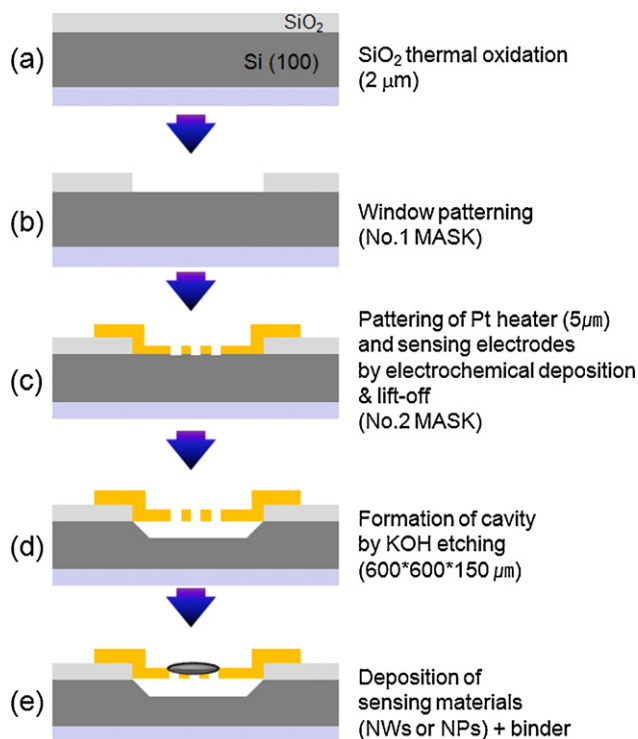 SiO2
(a)
Si (100)
SiO2 thermal oxidation
(2 μm)
(b)
Window patterning
(No.1 MASK)
(c)
Pattering of Pt heater (5㎛)
and sensing electrodes
by electrochemical deposition
& lift-off
(No.2 MASK)
(d)
Formation of cavity
by KOH etching
(600*600*150 ㎛)
(e)
Deposition of
sensing materials
(NWs or NPs) + binder